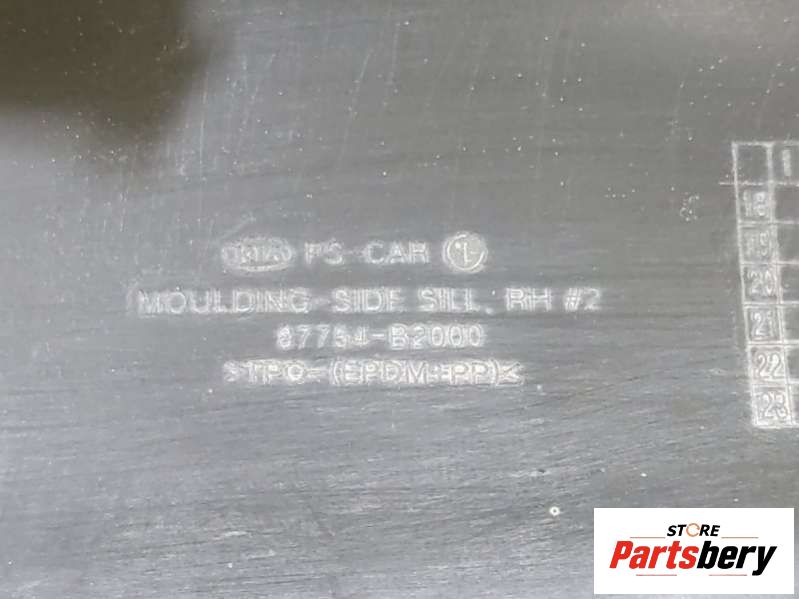 KIA PS-CAR L
MOULDING-SIDE SILL, RH #2
87754-B2000
>TPO-(EPDM+PP)<
1
18
19
20
21
22
23
STORE
Partsbery